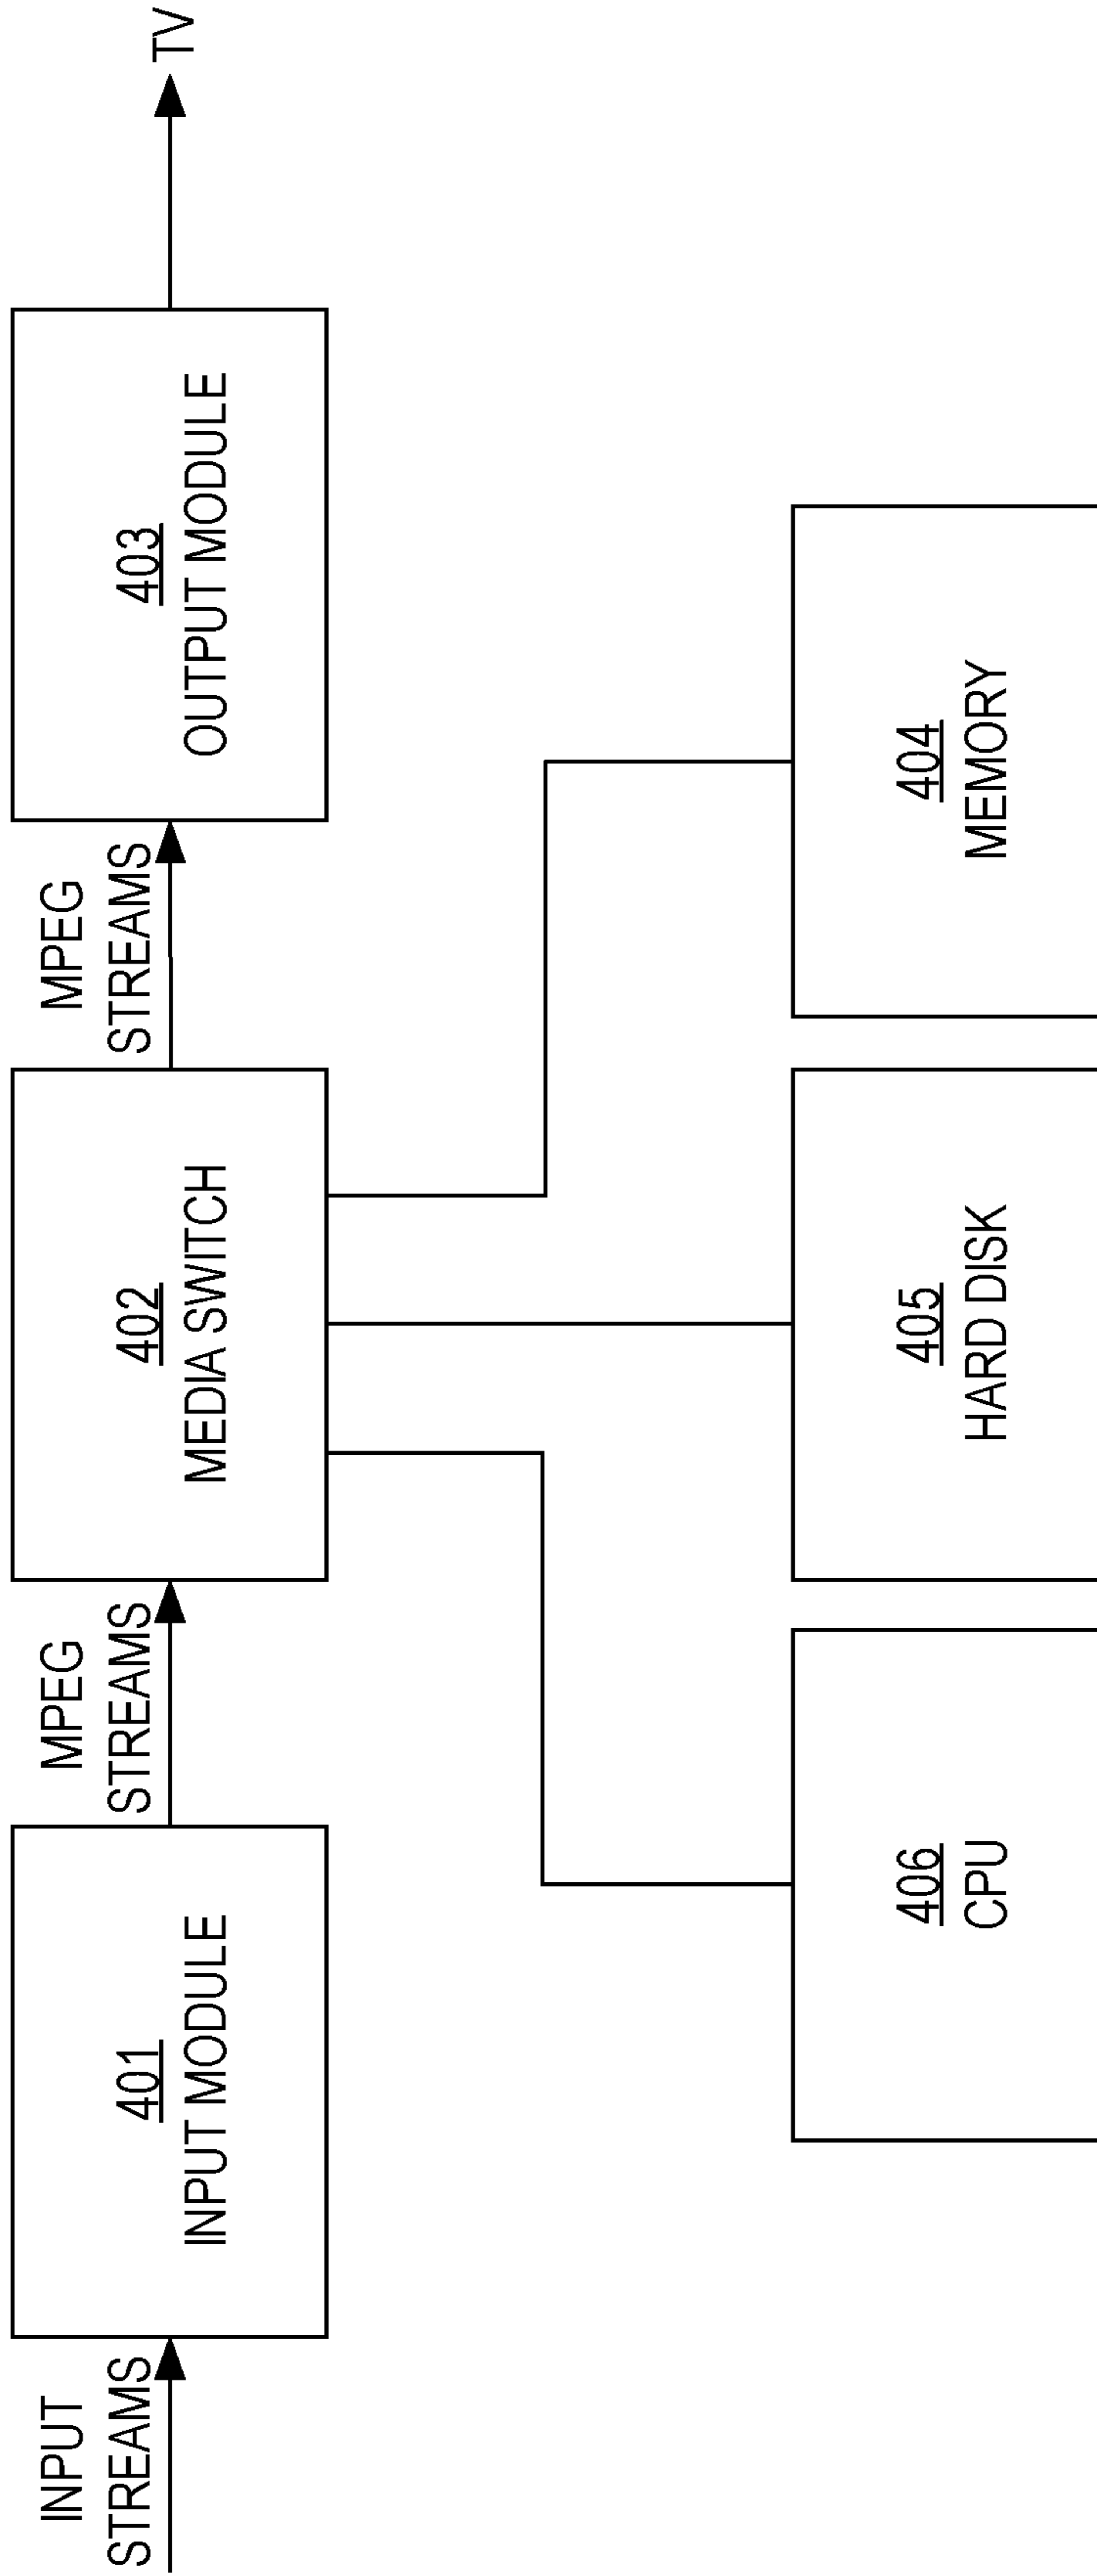 INPUT
STREAMS
401
INPUT MODULE
MPEG
STREAMS
402
MEDIA SWITCH
MPEG
STREAMS
403
OUTPUT MODULE
TV
406
CPU
405
HARD DISK
404
MEMORY